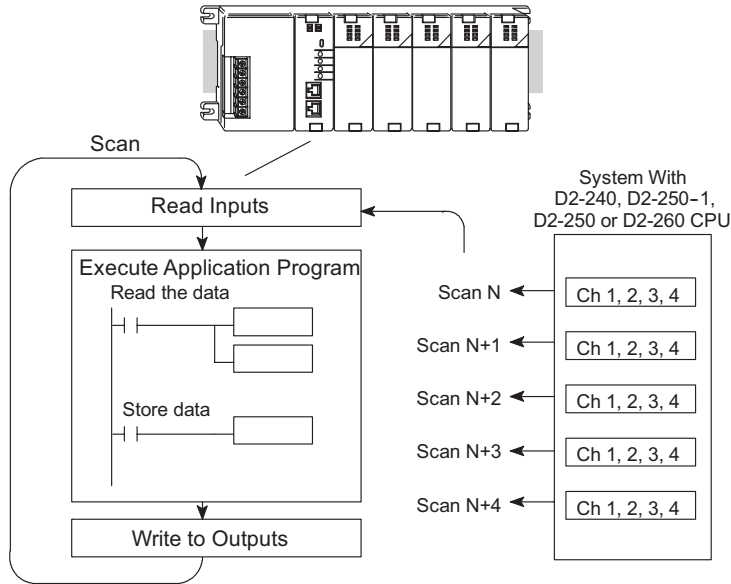 Scan
Read Inputs
Execute Application Program
Read the data
Store data
Write to Outputs
System With
D2-240, D2-250-1,
D2-250 or D2-260 CPU
Scan N
Ch 1, 2, 3, 4
Scan N+1
Ch 1, 2, 3, 4
Scan N+2
Ch 1, 2, 3, 4
Scan N+3
Ch 1, 2, 3, 4
Scan N+4
Ch 1, 2, 3, 4